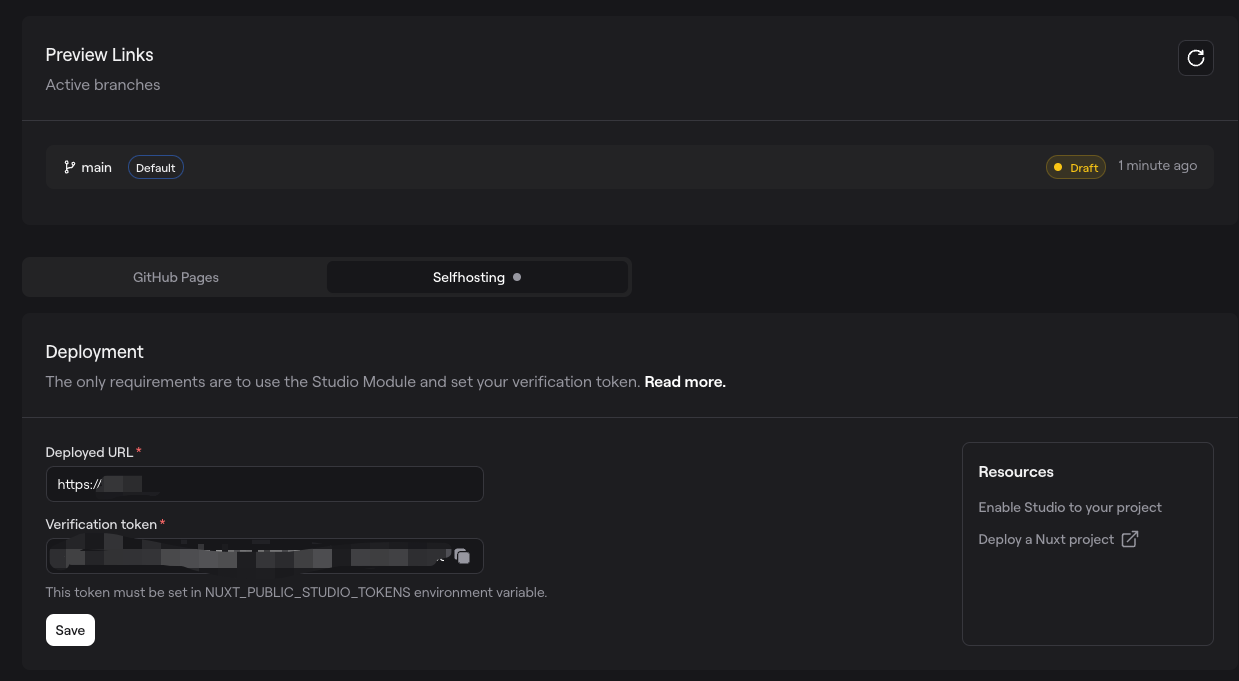 Preview Links
Active branches
main Default Draft 1 minute ago
GitHub Pages Selfhosting
Deployment
The only requirements are to use the Studio Module and set your verification token. Read more.
Deployed URL*
https://
Verification token*
This token must be set in NUXT_PUBLIC_STUDIO_TOKENS environment variable.
Save
Resources
Enable Studio to your project
Deploy a Nuxt project